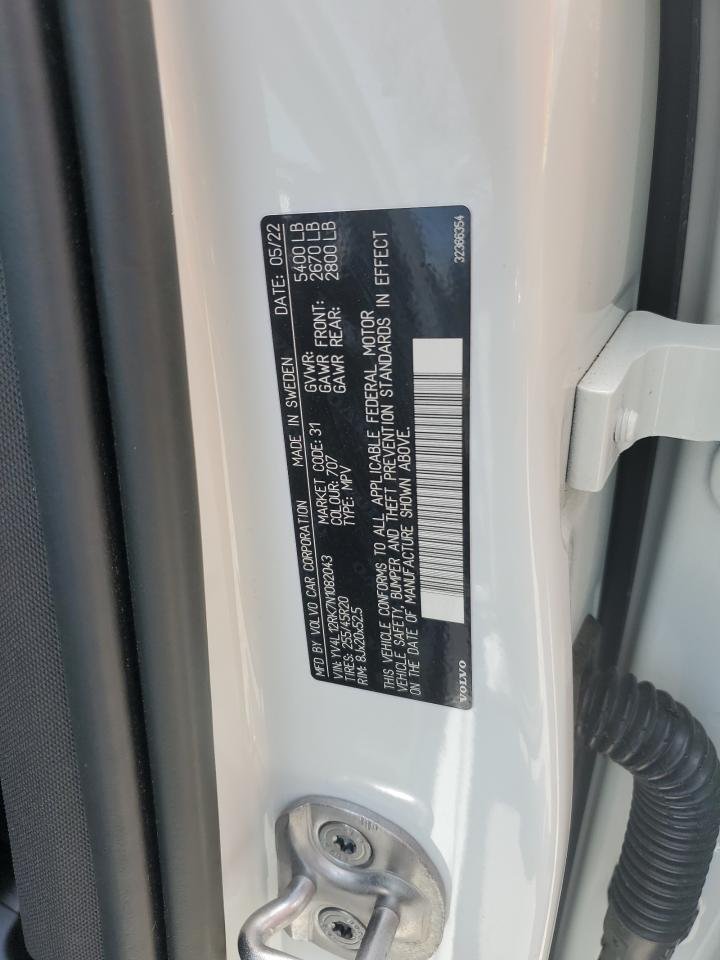 MFD BY VOLVO CAR CORPORATION MADE IN SWEDEN DATE: 05/22
VIN: YV4L12RK7N1082043 MARKET CODE: 31 GVWR: 5400 LB
TIRES: 255/45R20 COLOUR: 707 GAWR FRONT: 2670 LB
RIM: 8Jx20x52.5 TYPE: MPV GAWR REAR: 2800 LB
THIS VEHICLE CONFORMS TO ALL APPLICABLE FEDERAL MOTOR
VEHICLE SAFETY, BUMPER AND THEFT PREVENTION STANDARDS IN EFFECT
ON THE DATE OF MANUFACTURE SHOWN ABOVE.
VOLVO 32366354